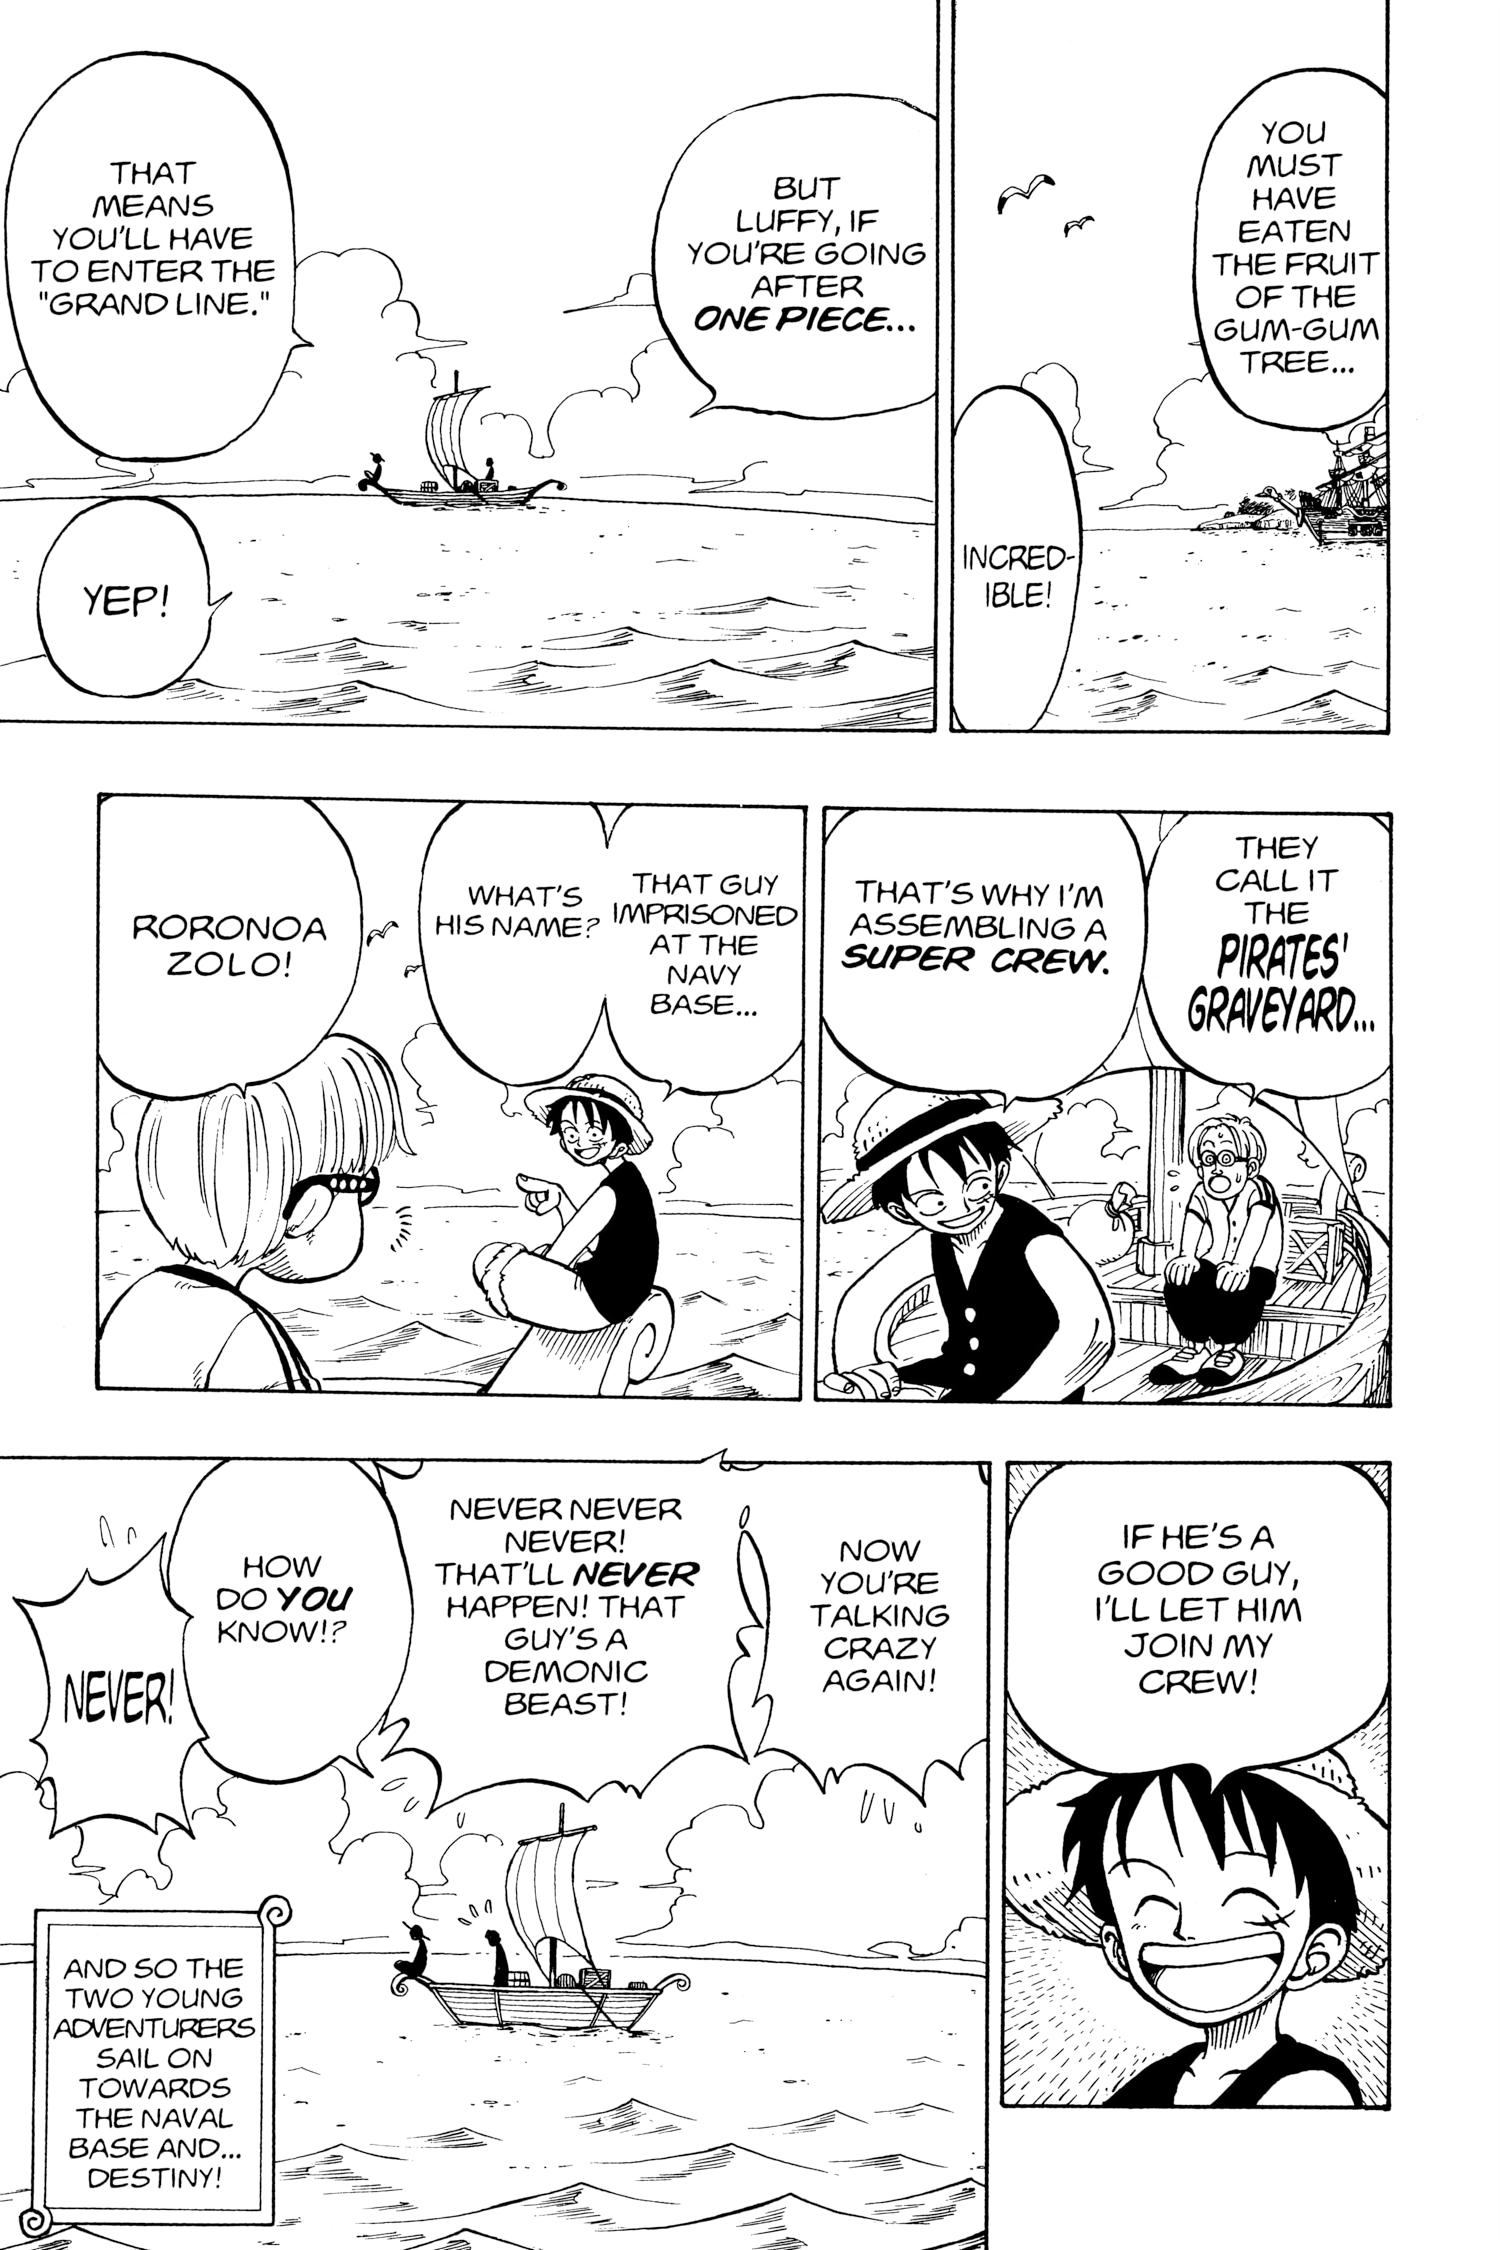 YOU
MUST
HAVE
EATEN
THE FRUIT
OF THE
GUM-GUM
TREE...
INCRED-
IBLE!
BUT
LUFFY, IF
YOU'RE GOING
AFTER
ONE PIECE...
THAT
MEANS
YOU'LL HAVE
TO ENTER THE
"GRAND LINE."
YEP!
THEY
CALL IT
THE
PIRATES'
GRAVEYARD...
THAT'S WHY I'M
ASSEMBLING A
SUPER CREW.
THAT GUY
IMPRISONED
AT THE
NAVY
BASE...
WHAT'S
HIS NAME?
RORONOA
ZOLO!
IF HE'S A
GOOD GUY,
I'LL LET HIM
JOIN MY
CREW!
NOW
YOU'RE
TALKING
CRAZY
AGAIN!
NEVER NEVER
NEVER!
THAT'LL NEVER
HAPPEN! THAT
GUY'S A
DEMONIC
BEAST!
HOW
DO YOU
KNOW!?
NEVER!
AND SO THE
TWO YOUNG
ADVENTURERS
SAIL ON
TOWARDS
THE NAVAL
BASE AND...
DESTINY!